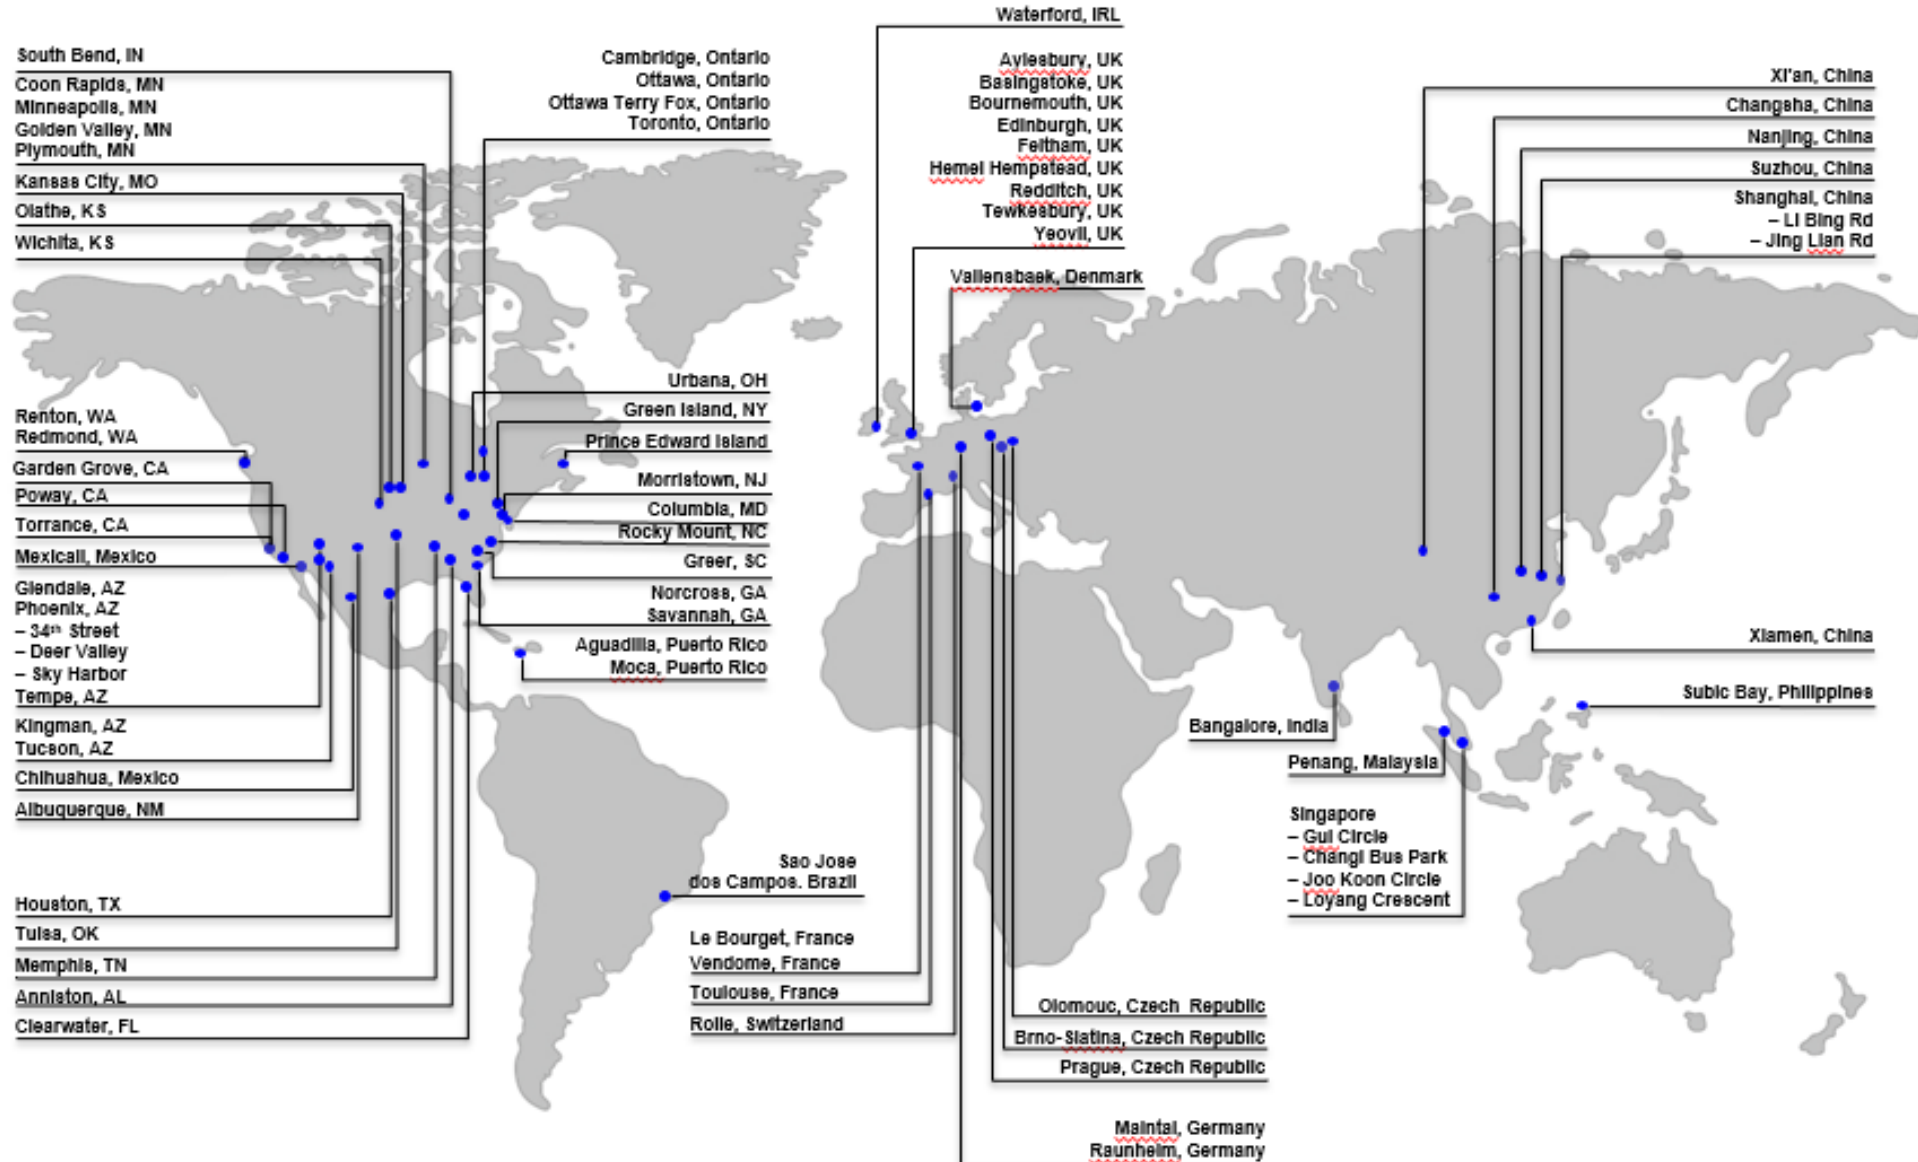 South Bend, IN
Coon Rapids, MN
Minneapolis, MN
Golden Valley, MN
Plymouth, MN
Kansas City, MO
Olathe, KS
Wichita, KS
Renton, WA
Redmond, WA
Garden Grove, CA
Poway, CA
Torrance, CA
Mexicali, Mexico
Glendale, AZ
Phoenix, AZ
– 34th Street
– Deer Valley
– Sky Harbor
Tempe, AZ
Kingman, AZ
Tucson, AZ
Chihuahua, Mexico
Albuquerque, NM
Houston, TX
Tulsa, OK
Memphis, TN
Anniston, AL
Clearwater, FL
Cambridge, Ontario
Ottawa, Ontario
Ottawa Terry Fox, Ontario
Toronto, Ontario
Urbana, OH
Green Island, NY
Prince Edward Island
Morristown, NJ
Columbia, MD
Rocky Mount, NC
Greer, SC
Norcross, GA
Savannah, GA
Aguadilla, Puerto Rico
Moca, Puerto Rico
Sao Jose
dos Campos. Brazil
Waterford, IRL
Aylesbury, UK
Basingstoke, UK
Bournemouth, UK
Edinburgh, UK
Feltham, UK
Hemel Hempstead, UK
Redditch, UK
Tewkesbury, UK
Yeovil, UK
Vallensbaek, Denmark
Le Bourget, France
Vendome, France
Toulouse, France
Rolle, Switzerland
Olomouc, Czech Republic
Brno-Slatina, Czech Republic
Prague, Czech Republic
Maintal, Germany
Raunheim, Germany
Xi'an, China
Changsha, China
Nanjing, China
Suzhou, China
Shanghai, China
– Li Bing Rd
– Jing Lian Rd
Xiamen, China
Subic Bay, Philippines
Bangalore, India
Penang, Malaysia
Singapore
– Gul Circle
– Changi Bus Park
– Joo Koon Circle
– Loyang Crescent